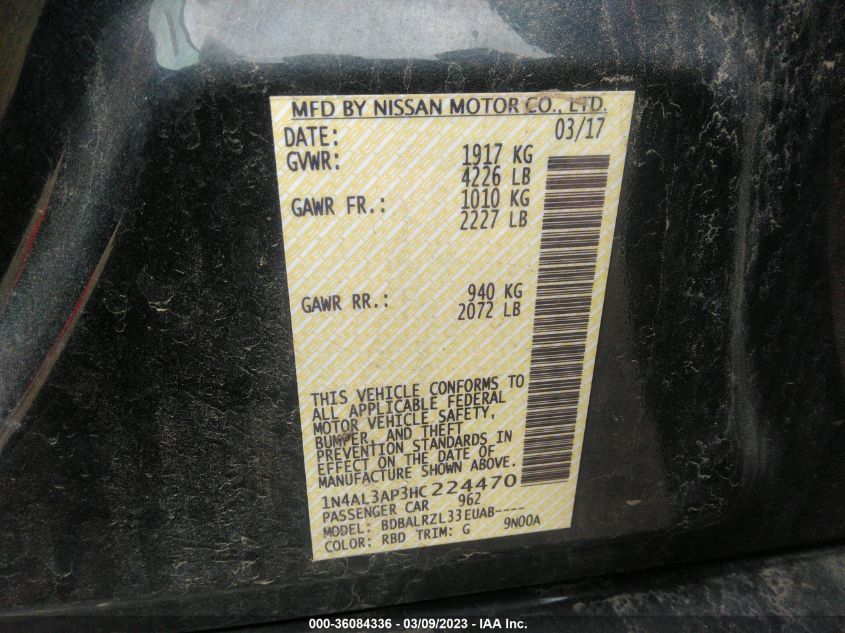 MFD BY NISSAN MOTOR CO., LTD.
DATE: 03/17
GVWR: 1917 KG
4226 LB
GAWR FR.: 1010 KG
2227 LB
GAWR RR.: 940 KG
2072 LB
THIS VEHICLE CONFORMS TO
ALL APPLICABLE FEDERAL
MOTOR VEHICLE SAFETY,
BUMPER, AND THEFT
PREVENTION STANDARDS IN
EFFECT ON THE DATE OF
MANUFACTURE SHOWN ABOVE.
1N4AL3AP3HC224470
PASSENGER CAR 962
MODEL: BDBALRZL33EUAB----
COLOR: RBD TRIM: G 9N00A
000-36084336 - 03/09/2023 - IAA Inc.